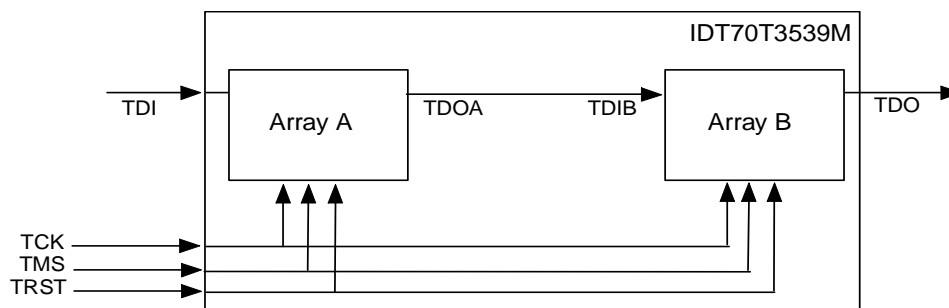 IDT70T3539M
Array A
Array B
TDI
TDOA
TDIB
TDO
TCK
TMS
TRST